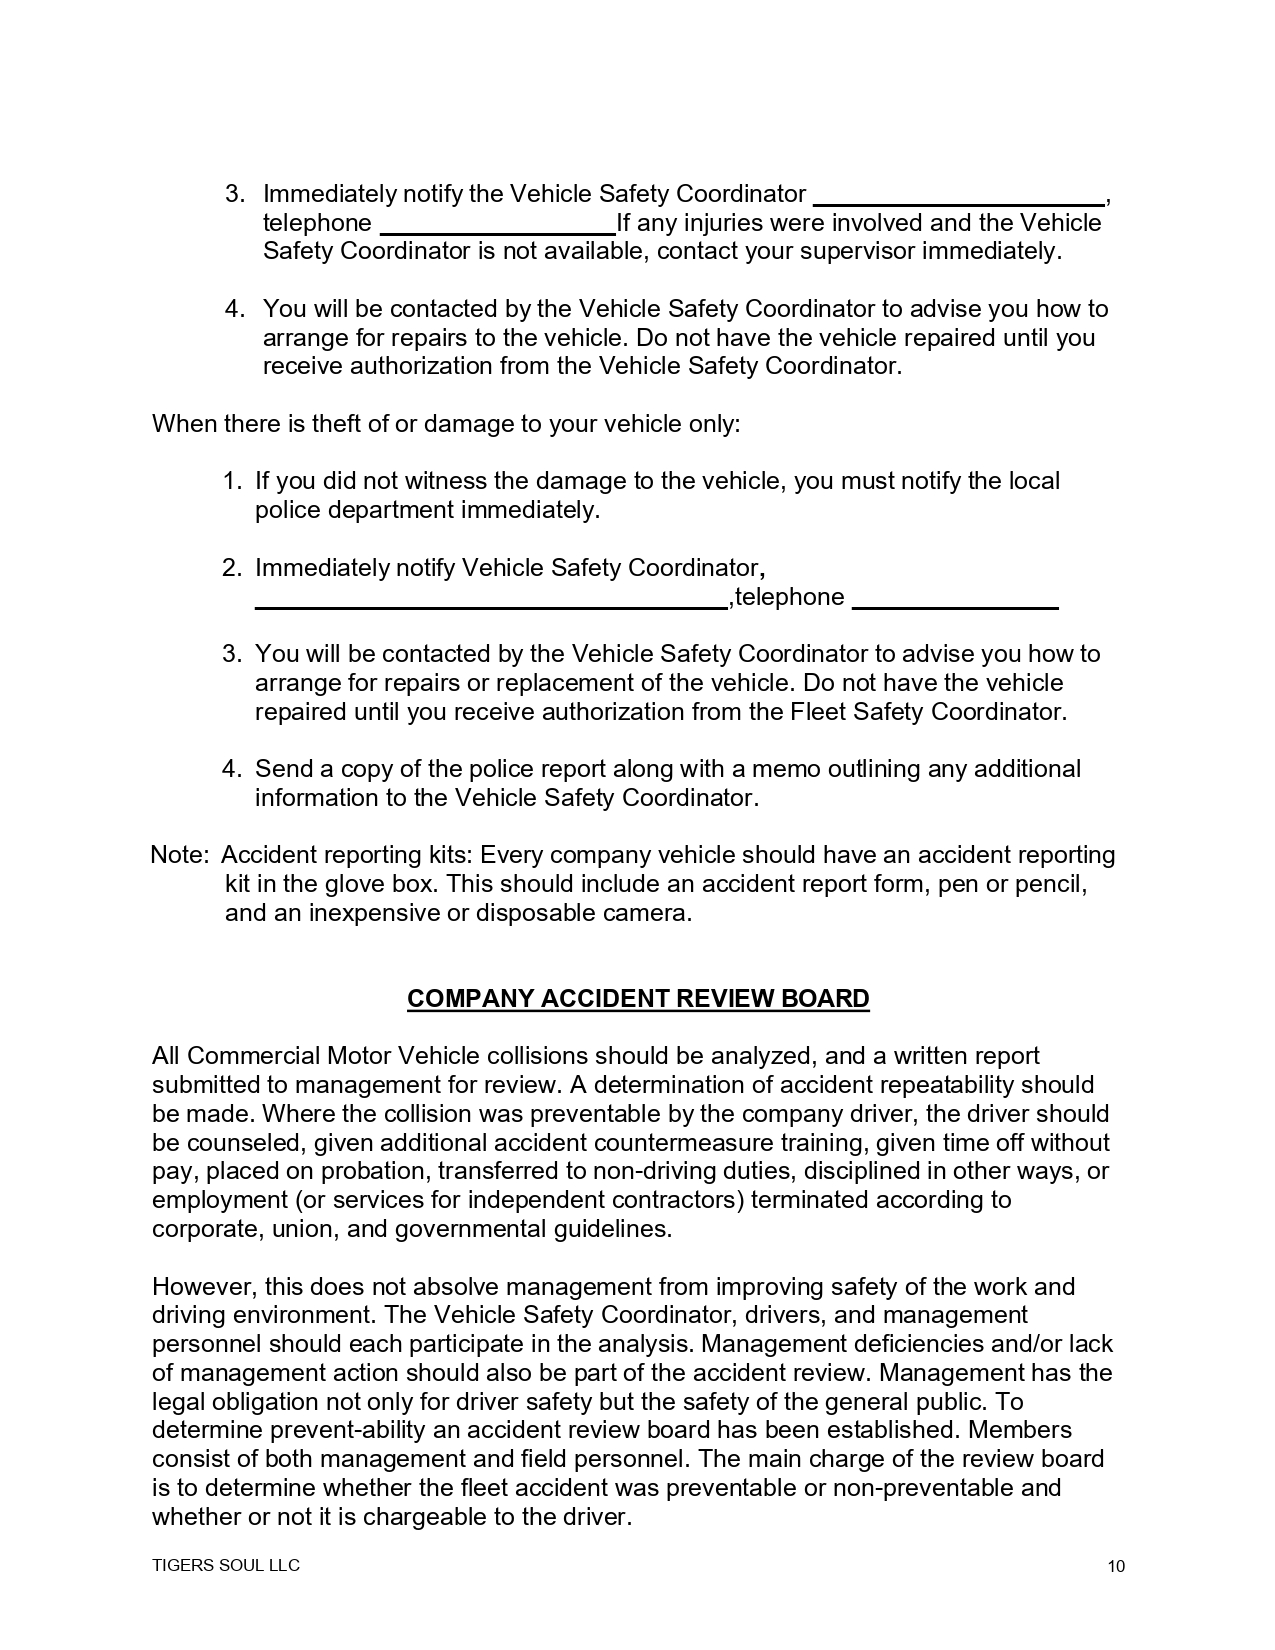 3. Immediately notify the Vehicle Safety Coordinator ______________________,
telephone __________________If any injuries were involved and the Vehicle
Safety Coordinator is not available, contact your supervisor immediately.
4. You will be contacted by the Vehicle Safety Coordinator to advise you how to
arrange for repairs to the vehicle. Do not have the vehicle repaired until you
receive authorization from the Vehicle Safety Coordinator.
When there is theft of or damage to your vehicle only:
1. If you did not witness the damage to the vehicle, you must notify the local
police department immediately.
2. Immediately notify Vehicle Safety Coordinator,
____________________________________,telephone ________________
3. You will be contacted by the Vehicle Safety Coordinator to advise you how to
arrange for repairs or replacement of the vehicle. Do not have the vehicle
repaired until you receive authorization from the Fleet Safety Coordinator.
4. Send a copy of the police report along with a memo outlining any additional
information to the Vehicle Safety Coordinator.
Note: Accident reporting kits: Every company vehicle should have an accident reporting
kit in the glove box. This should include an accident report form, pen or pencil,
and an inexpensive or disposable camera.
COMPANY ACCIDENT REVIEW BOARD
All Commercial Motor Vehicle collisions should be analyzed, and a written report
submitted to management for review. A determination of accident repeatability should
be made. Where the collision was preventable by the company driver, the driver should
be counseled, given additional accident countermeasure training, given time off without
pay, placed on probation, transferred to non-driving duties, disciplined in other ways, or
employment (or services for independent contractors) terminated according to
corporate, union, and governmental guidelines.
However, this does not absolve management from improving safety of the work and
driving environment. The Vehicle Safety Coordinator, drivers, and management
personnel should each participate in the analysis. Management deficiencies and/or lack
of management action should also be part of the accident review. Management has the
legal obligation not only for driver safety but the safety of the general public. To
determine prevent-ability an accident review board has been established. Members
consist of both management and field personnel. The main charge of the review board
is to determine whether the fleet accident was preventable or non-preventable and
whether or not it is chargeable to the driver.
TIGERS SOUL LLC 10